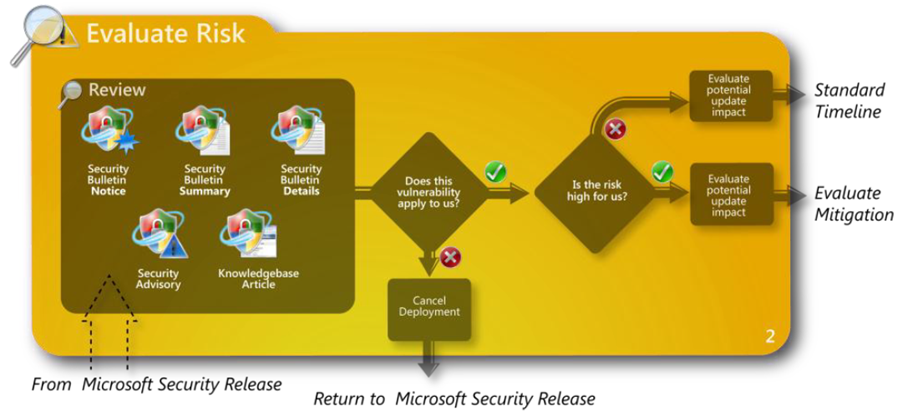 Evaluate Risk
Review
Security
Bulletin
Notice
Security
Bulletin
Summary
Security
Bulletin
Details
Security
Advisory
Knowledgebase
Article
Does this
vulnerability
apply to us?
Cancel
Deployment
Is the risk
high for us?
Evaluate
potential
update
impact
Standard
Timeline
Evaluate
potential
update
impact
Evaluate
Mitigation
2
From Microsoft Security Release
Return to Microsoft Security Release